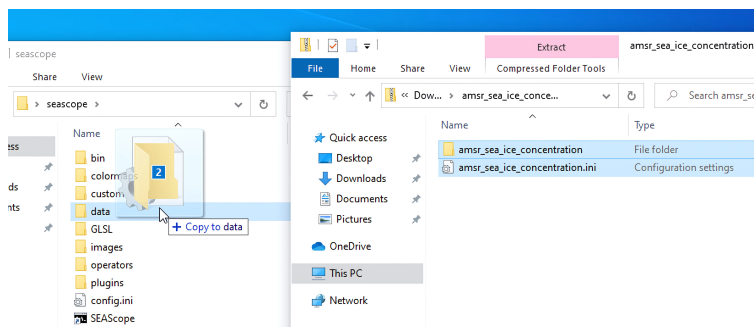 seascope
Share View
seascope
Name
ess
ds
nts
bin
colormaps
custom
data
GLSL
images
operators
plugins
config.ini
SEAScope
2
+ Copy to data
Extract
amsr_sea_ice_concentration
File Home Share View Compressed Folder Tools
« Dow... amsr_sea_ice_conce...
Search amsr_se
Quick access
Desktop
Downloads
Documents
Pictures
OneDrive
This PC
Network
Name Type
amsr_sea_ice_concentration File folder
amsr_sea_ice_concentration.ini Configuration settings